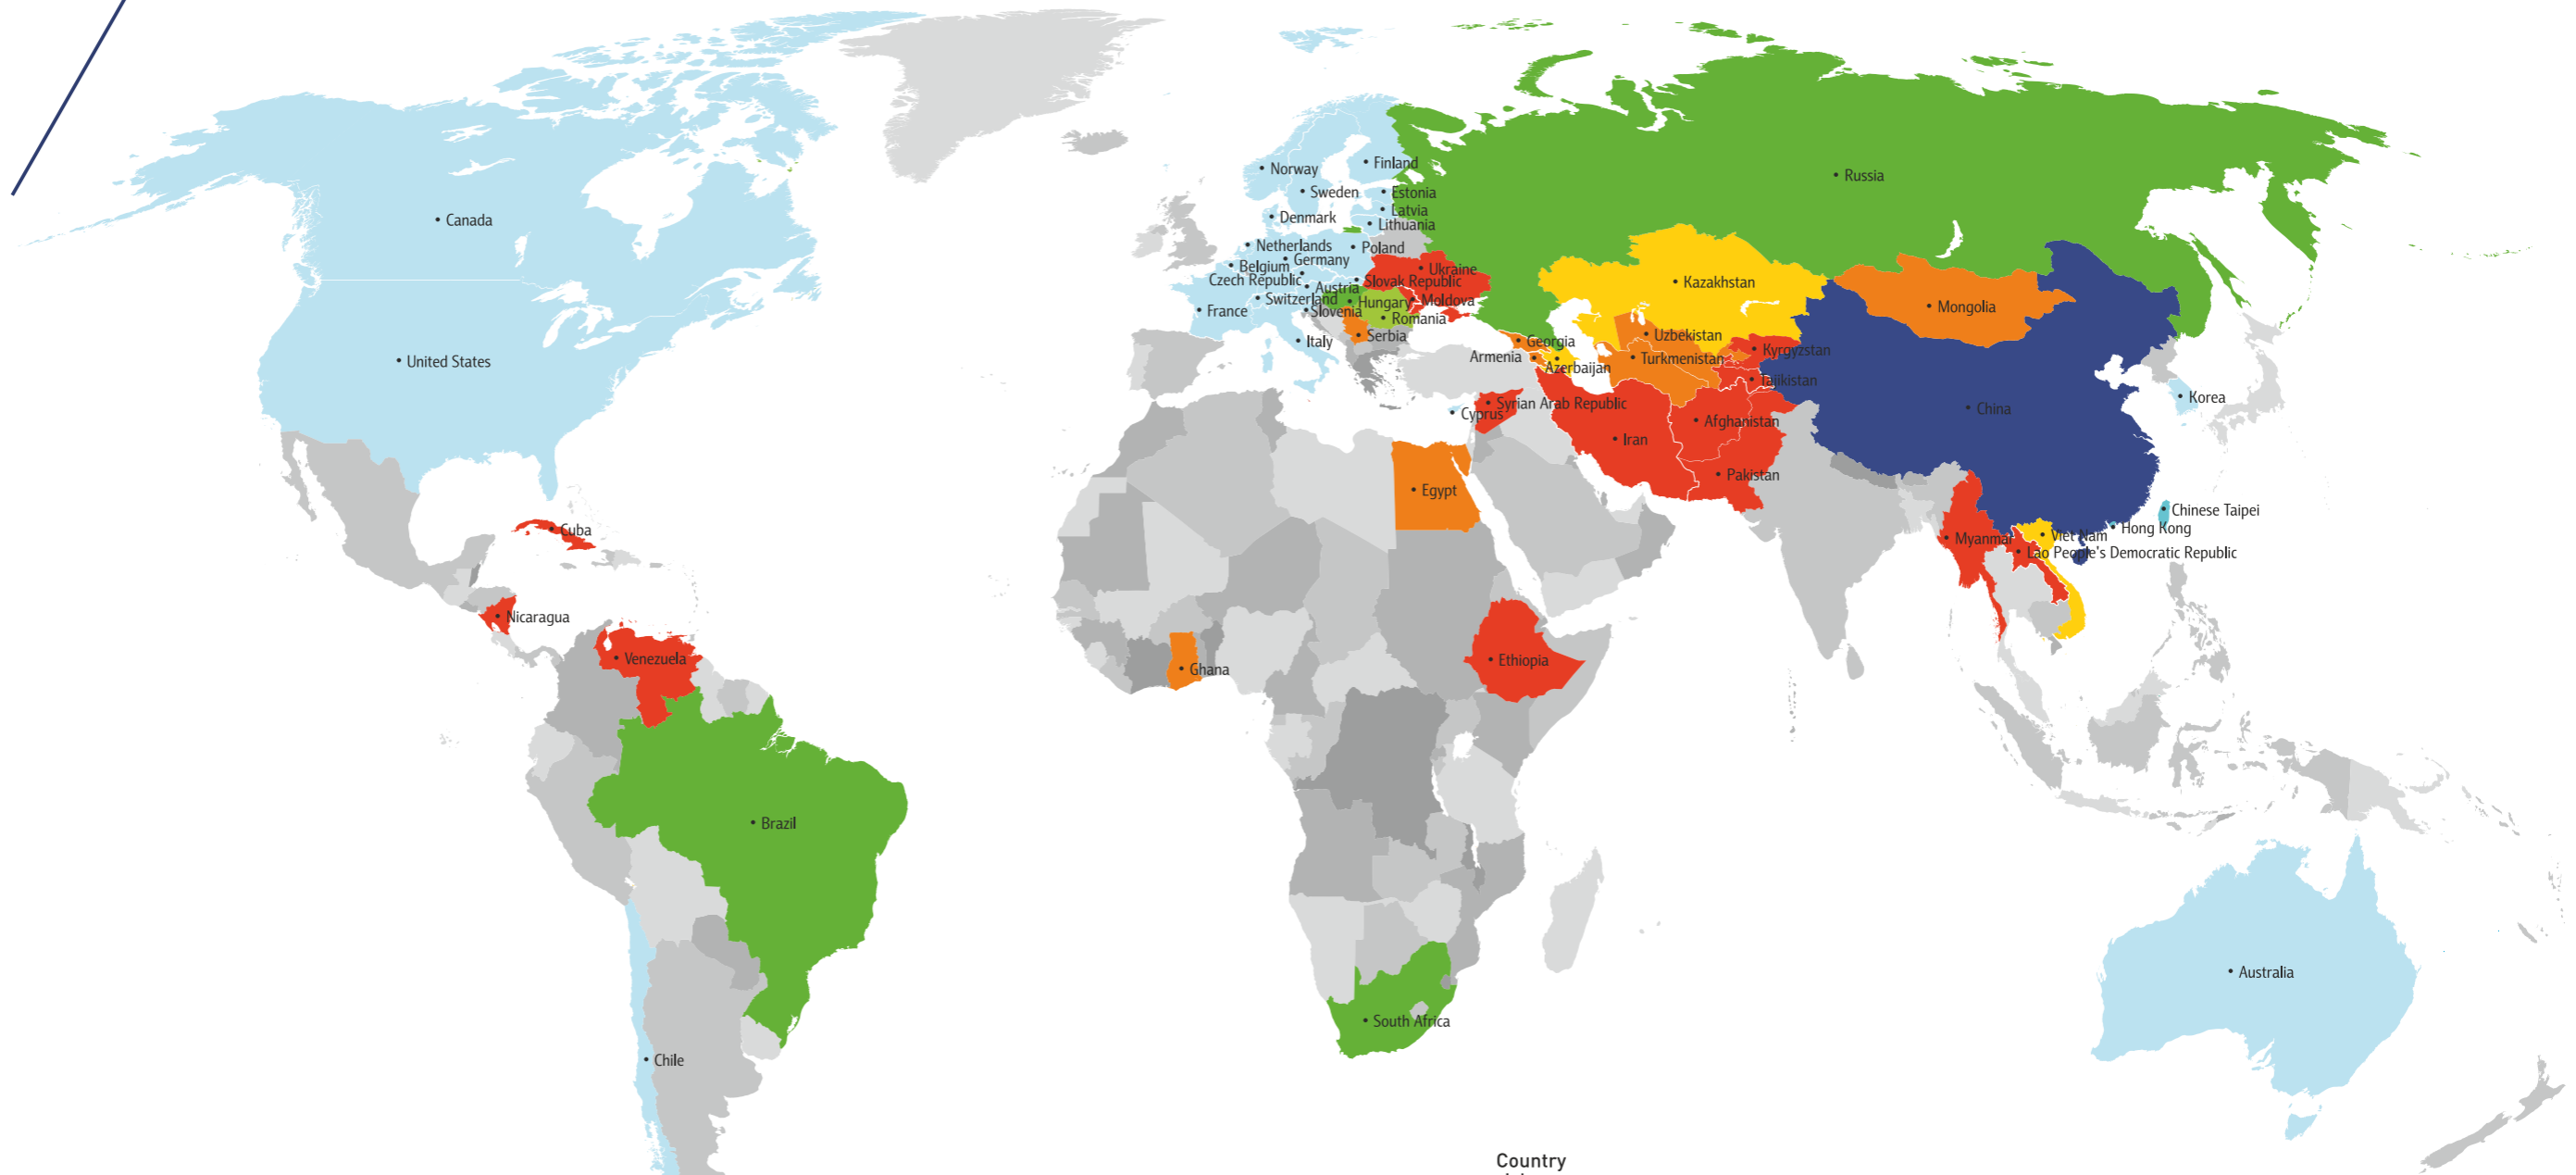 Norway
Finland
Russia
Sweden
Estonia
Latvia
Canada
Denmark
Lithuania
Netherlands
Poland
Germany
Belgium
Ukraine
Czech Republic
Slovak Republic
Kazakhstan
Austria
Switzerland
Hungary
Moldova
Mongolia
France
Slovenia
Romania
Serbia
Uzbekistan
Italy
Georgia
Kyrgyzstan
Armenia
Turkmenistan
United States
Azerbaijan
Tajikistan
Korea
Syrian Arab Republic
China
Cyprus
Afghanistan
Iran
Pakistan
Egypt
Chinese Taipei
Cuba
Hong Kong
Myanmar
Viet Nam
Lao People's Democratic Republic
Nicaragua
Venezuela
Ethiopia
Ghana
Brazil
Australia
South Africa
Chile
Country